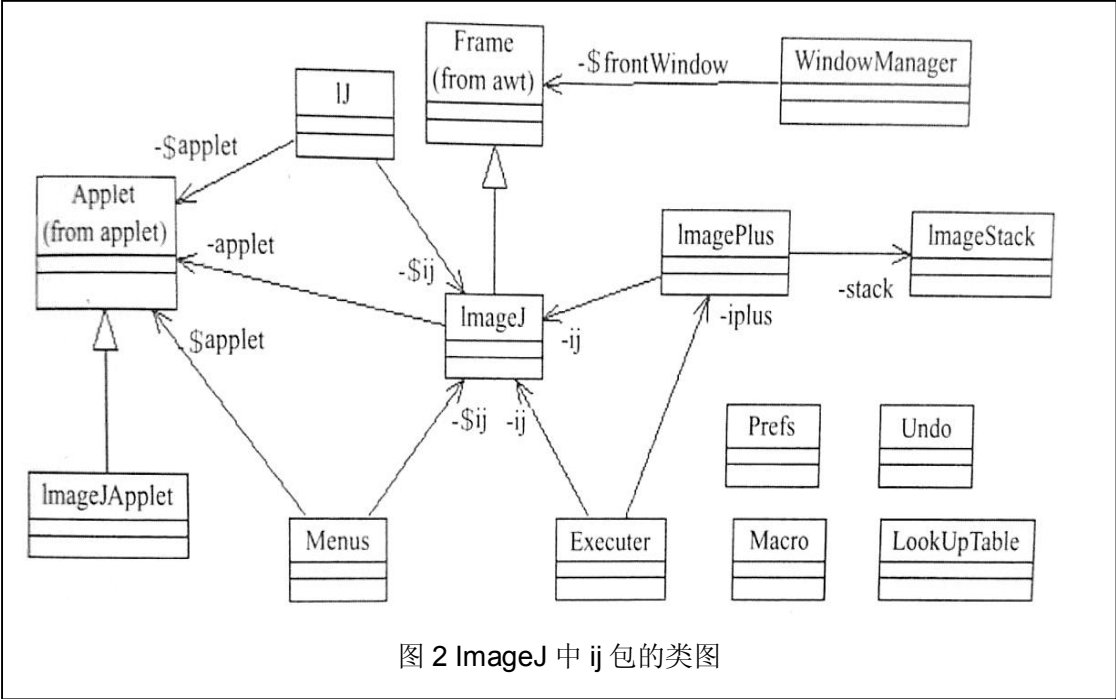 Frame
(from awt)
-$frontWindow
WindowManager
IJ
-$applet
Applet
(from applet)
-applet
-$ij
ImagePlus
ImageStack
-stack
ImageJ
-ij
-iplus
-$applet
-$ij
-ij
Prefs
Undo
ImageJApplet
Menus
Executer
Macro
LookUpTable
图 2 ImageJ 中 ij 包的类图